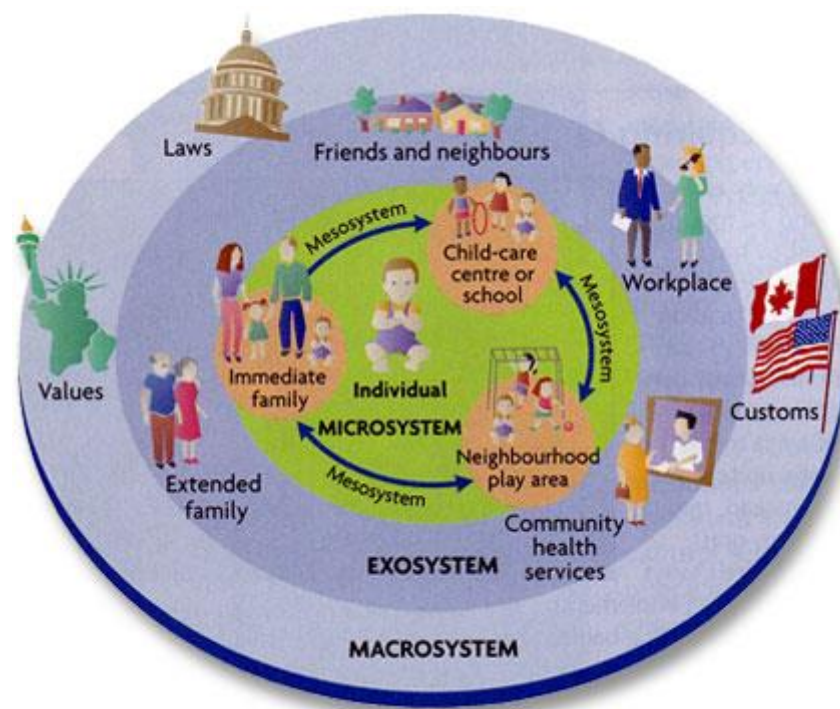 Laws
Friends and neighbours
Mesosystem
Child-care
centre or
school
Workplace
Mesosystem
Values
Immediate
family
Individual
MICROSYSTEM
Customs
Neighbourhood
play area
Mesosystem
Extended
family
Community
health
services
EXOSYSTEM
MACROSYSTEM